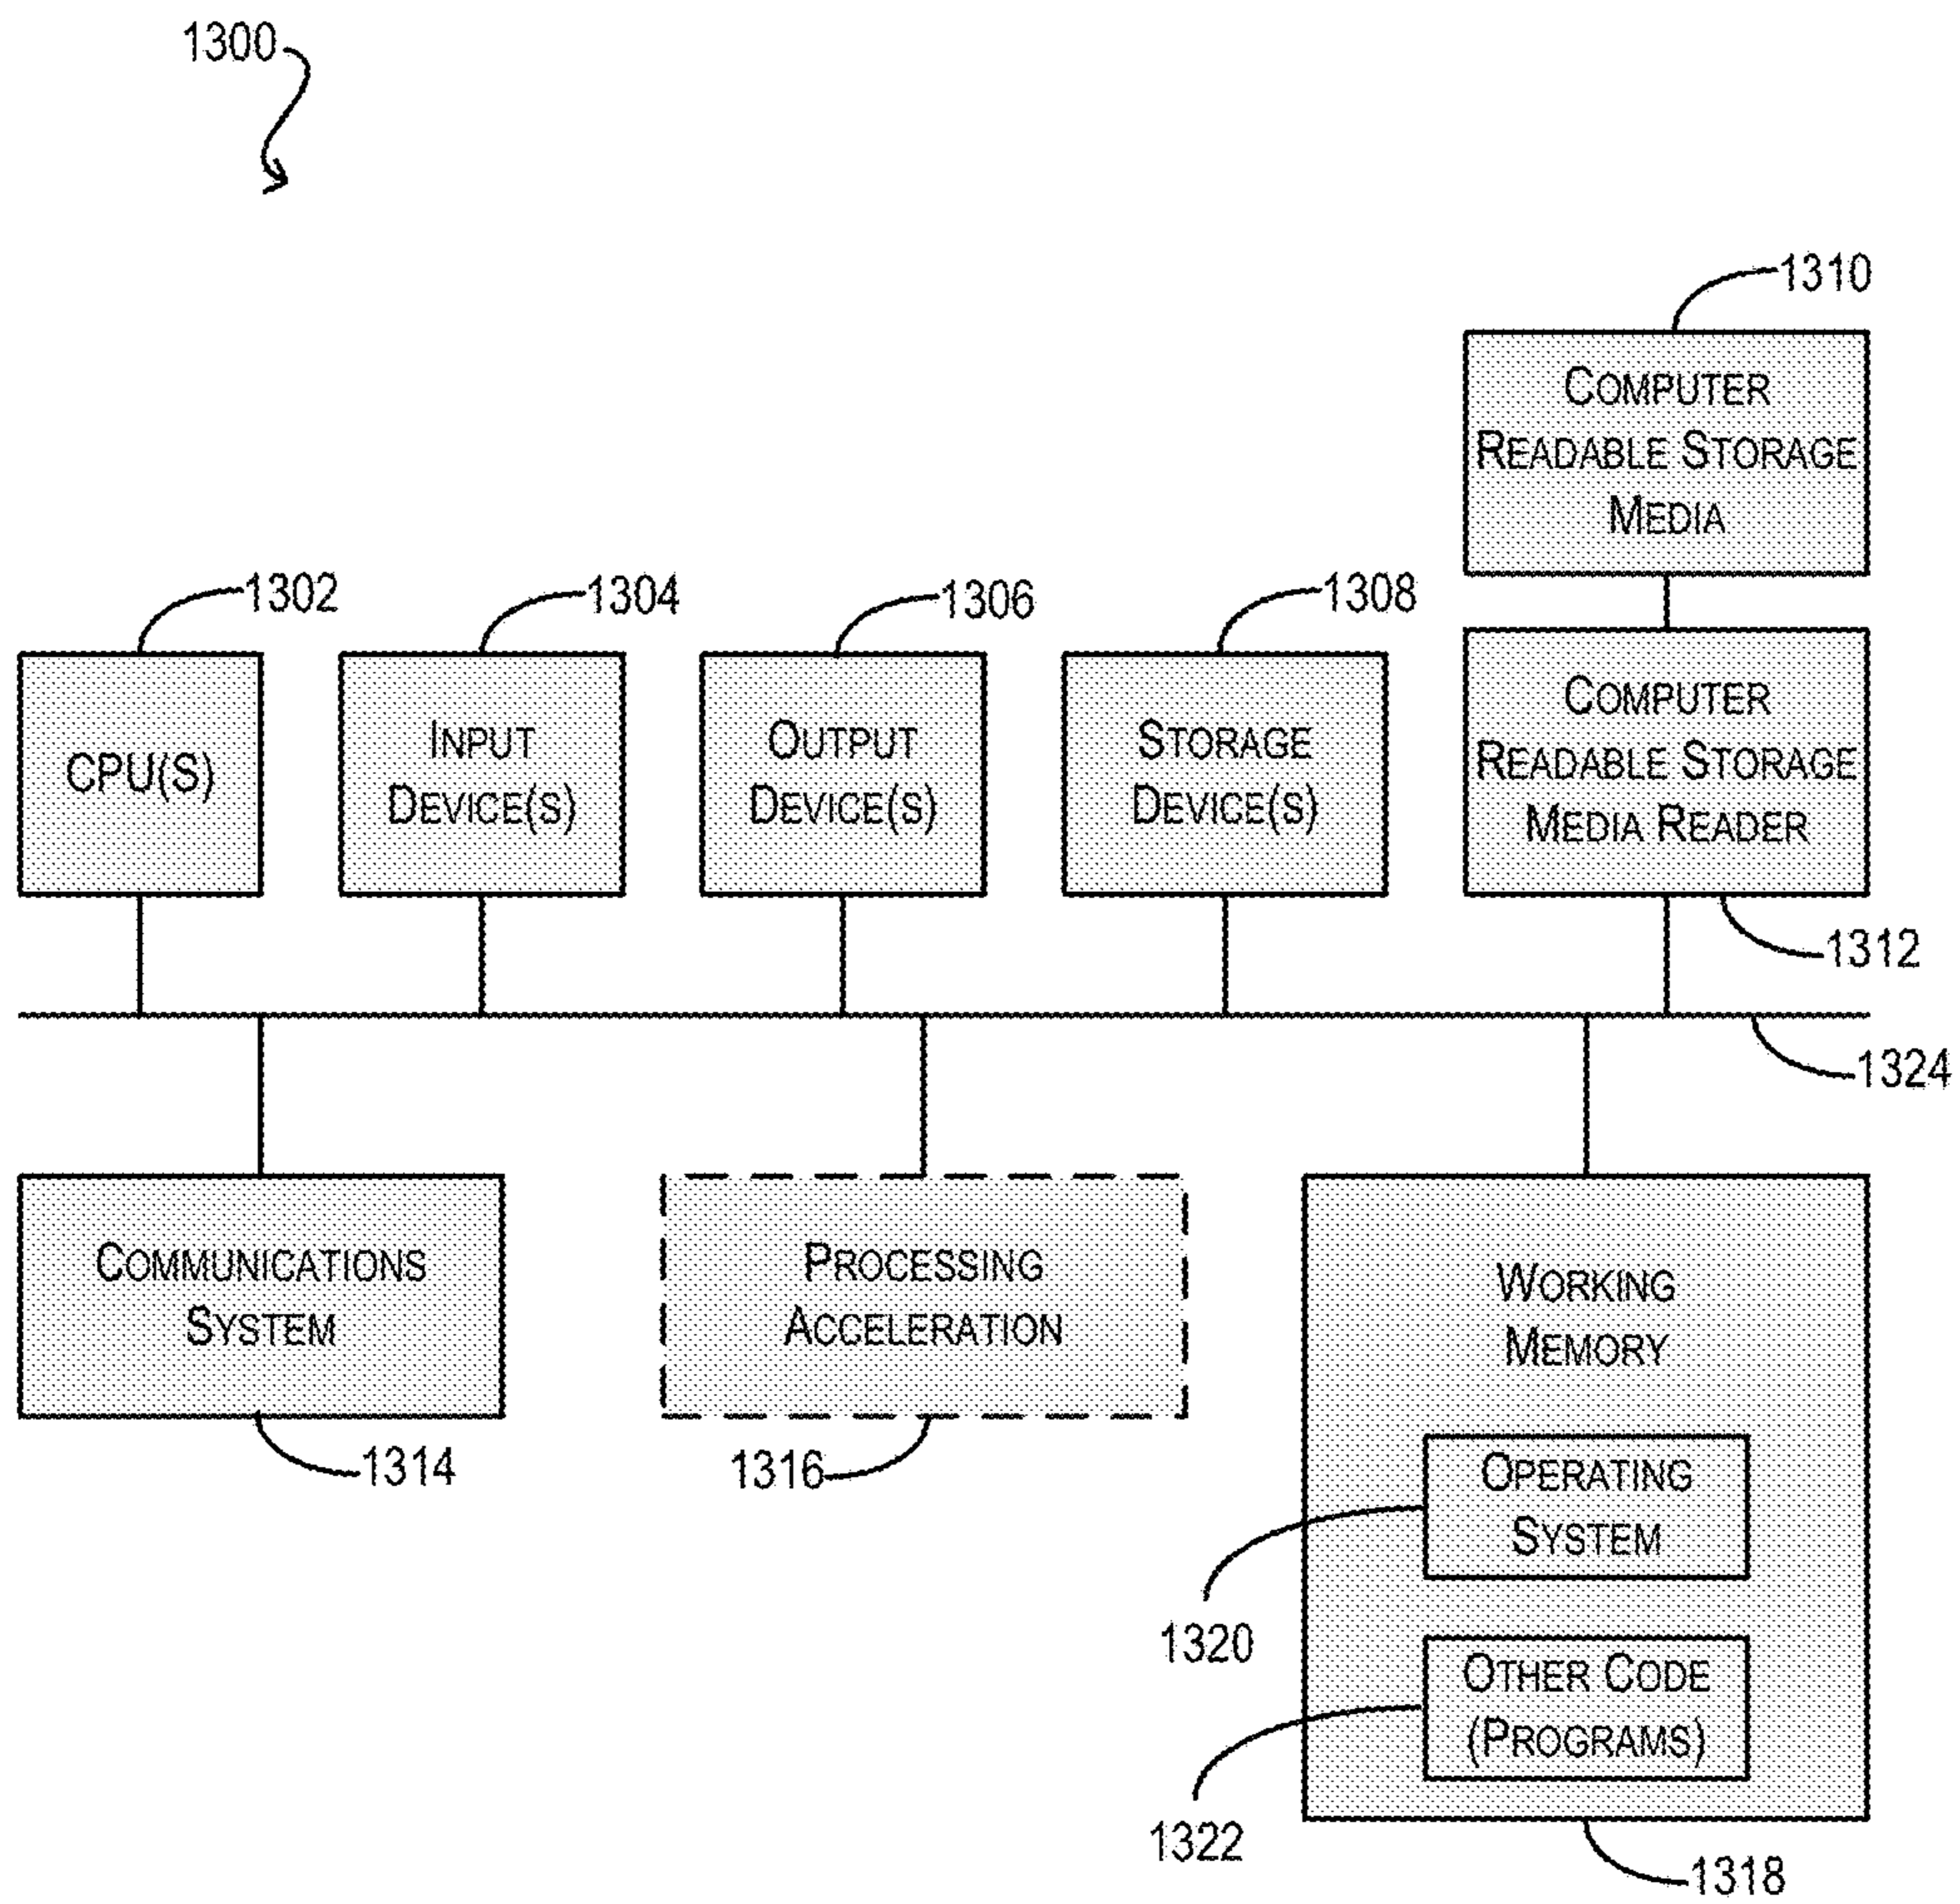 1300
1310
COMPUTER
READABLE STORAGE
MEDIA
1302
1304
1306
1308
CPU(S)
INPUT
DEVICE(S)
OUTPUT
DEVICE(S)
STORAGE
DEVICE(S)
COMPUTER
READABLE STORAGE
MEDIA READER
1312
1324
COMMUNICATIONS
SYSTEM
1314
PROCESSING
ACCELERATION
1316
WORKING
MEMORY
OPERATING
SYSTEM
1320
OTHER CODE
(PROGRAMS)
1322
1318